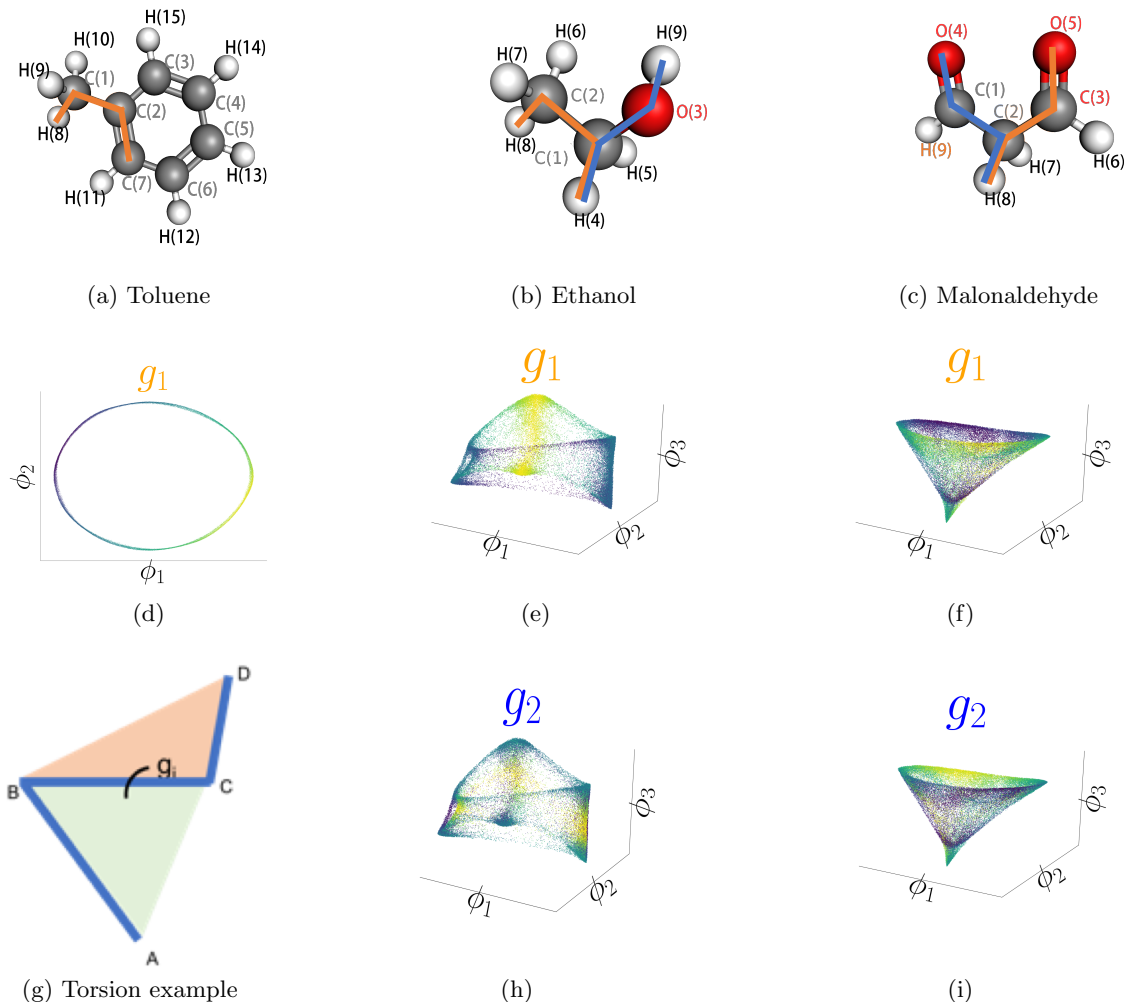 H(15)
H(10)
H(14)
C(3)
H(9)
C(1)
C(4)
C(2)
H(8)
C(5)
C(7)
H(13)
C(6)
H(11)
H(12)
H(6)
H(9)
H(7)
C(2)
O(3)
H(8)
C(1)
H(5)
H(4)
O(5)
O(4)
C(1)
C(3)
C(2)
H(9)
H(7)
H(6)
H(8)
(a) Toluene
(b) Ethanol
(c) Malonaldehyde
g₁
ϕ₂
ϕ₁
g₁
ϕ₃
ϕ₂
ϕ₁
g₁
ϕ₃
ϕ₂
ϕ₁
(d)
(e)
(f)
D
gᵢ
B
C
A
g₂
ϕ₃
ϕ₂
ϕ₁
g₂
ϕ₃
ϕ₂
ϕ₁
(g) Torsion example
(h)
(i)